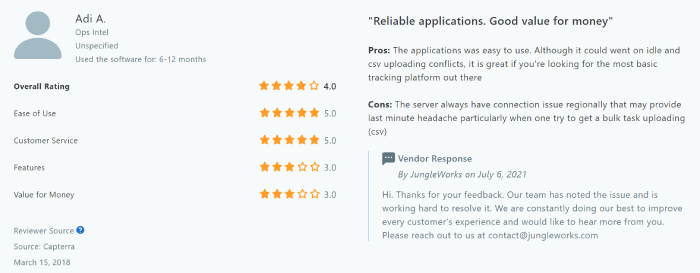 Adi A.
Ops Intel
Unspecified
Used the software for: 6-12 months
Overall Rating 4.0
Ease of Use 5.0
Customer Service 5.0
Features 3.0
Value for Money 3.0
Reviewer Source ?
Source: Capterra
March 15, 2018
"Reliable applications. Good value for money"
Pros: The applications was easy to use. Although it could went on idle and
csv uploading conflicts, it is great if you're looking for the most basic
tracking platform out there
Cons: The server always have connection issue regionally that may provide
last minute headache particularly when one try to get a bulk task uploading
(csv)
Vendor Response
By JungleWorks on July 6, 2021
Hi. Thanks for your feedback. Our team has noted the issue and is
working hard to resolve it. We are constantly doing our best to improve
every customer's experience and would like to hear more from you.
Please reach out to us at contact@jungleworks.com